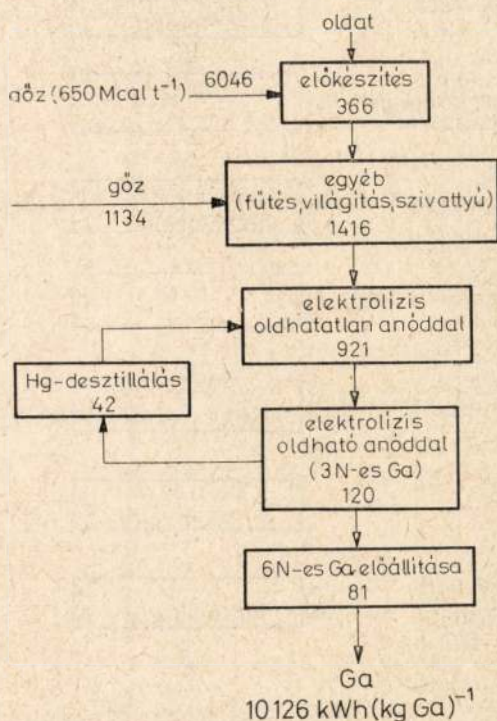 oldat
gőz (650 Mcal t⁻¹) 6046
előkészítés
366
gőz
1134
egyéb
(fűtés, világítás, szivattyú)
1416
elektrolízis
oldhatatlan anóddal
921
Hg-desztillálás
42
elektrolízis
oldható anóddal
(3N-es Ga)
120
6N-es Ga előállítása
81
Ga
10126 kWh (kg Ga)⁻¹